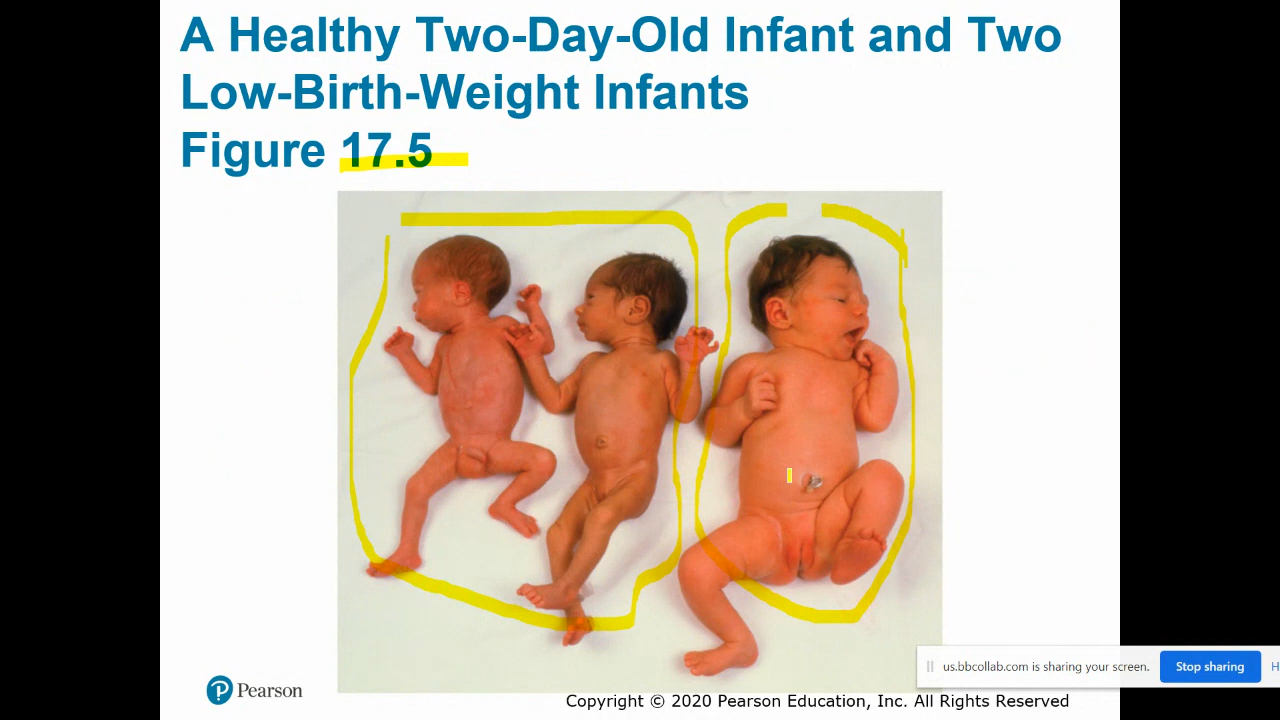 A Healthy Two-Day-Old Infant and Two
Low-Birth-Weight Infants
Figure 17.5
us.bbcollab.com is sharing your screen.
Stop sharing
H
Pearson
Copyright © 2020 Pearson Education, Inc. All Rights Reserved